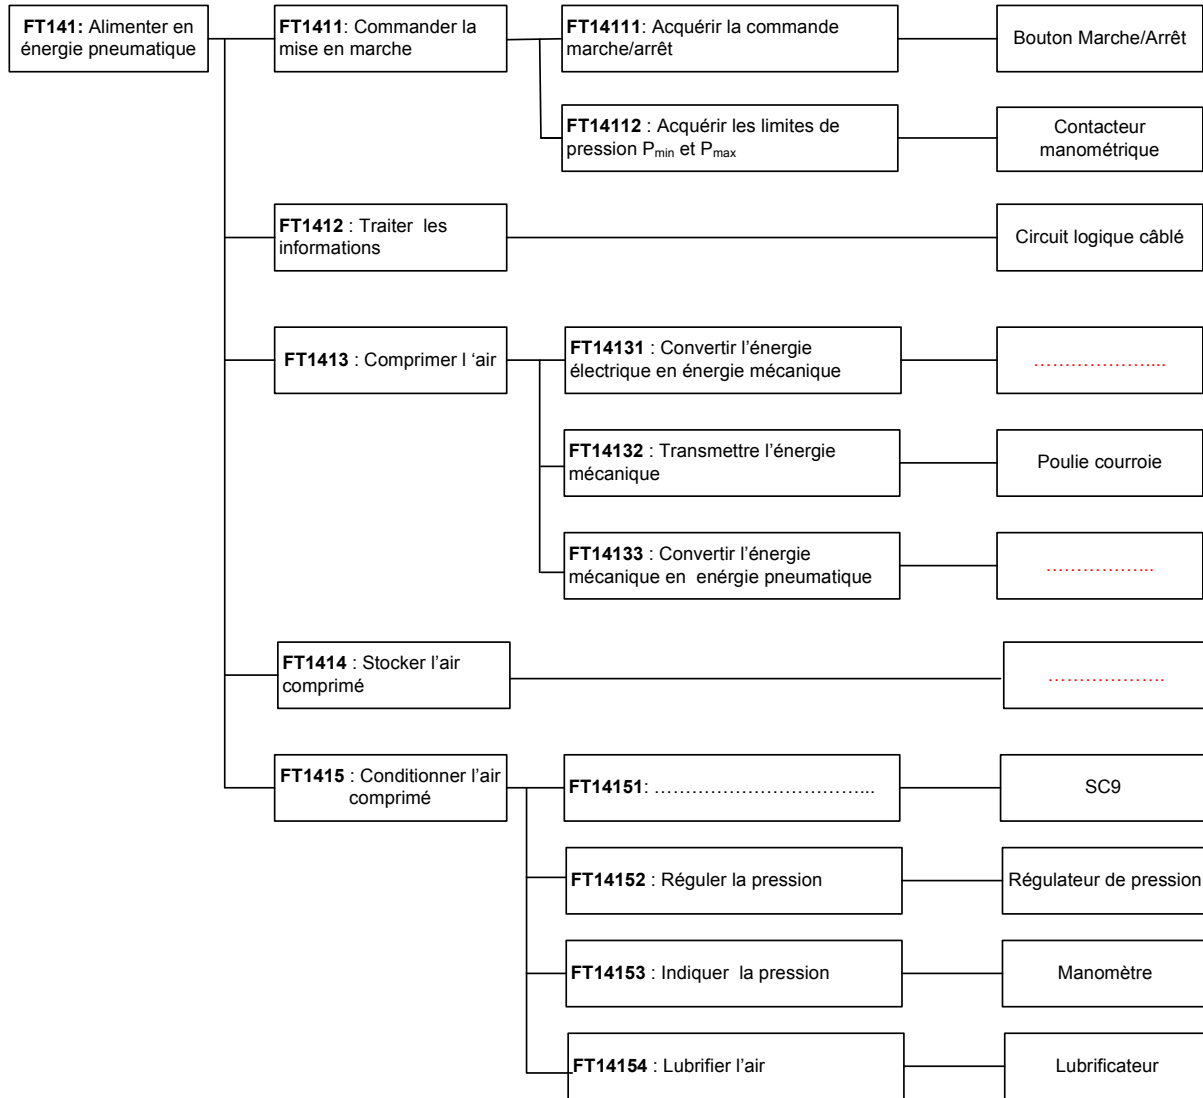 FT141: Alimenter en
énergie pneumatique
FT1411: Commander la
mise en marche
FT14111: Acquérir la commande
marche/arrêt
Bouton Marche/Arrêt
FT14112 : Acquérir les limites de
pression Pmin et Pmax
Contacteur
manométrique
FT1412 : Traiter les
informations
Circuit logique câblé
FT1413 : Comprimer l ‘air
FT14131 : Convertir l’énergie
électrique en énergie mécanique
…………………...
FT14132 : Transmettre l’énergie
mécanique
Poulie courroie
FT14133 : Convertir l’énergie
mécanique en enérgie pneumatique
………………..
FT1414 : Stocker l’air
comprimé
……………….
FT1415 : Conditionner l’air
comprimé
FT14151: ……………………………...
SC9
FT14152 : Réguler la pression
Régulateur de pression
FT14153 : Indiquer la pression
Manomètre
FT14154 : Lubrifier l’air
Lubrificateur